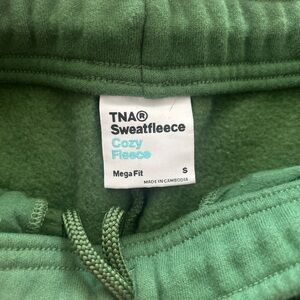 TNA®
Sweatfleece
Cozy
Fleece
Mega Fit S
MADE IN CAMBODIA